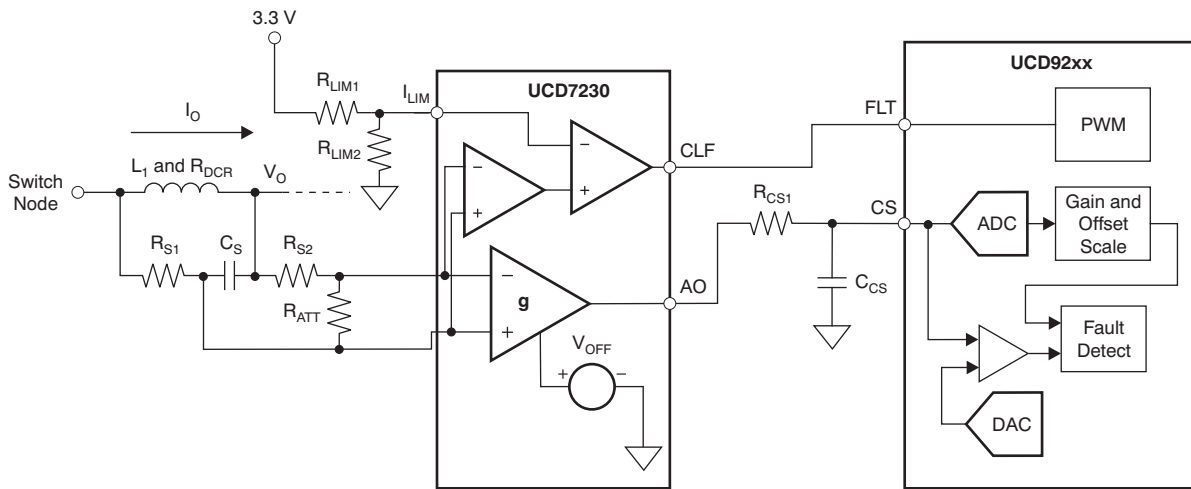 3.3 V
R_LIM1
I_LIM
UCD7230
UCD92xx
I_O
R_LIM2
−
+
FLT
PWM
CLF
L_1 and R_DCR
V_O
Switch
Node
−
+
R_CS1
CS
ADC
Gain and
Offset
Scale
R_S1
C_S
R_S2
−
g
+
AO
C_CS
R_ATT
V_OFF
+
−
Fault
Detect
DAC